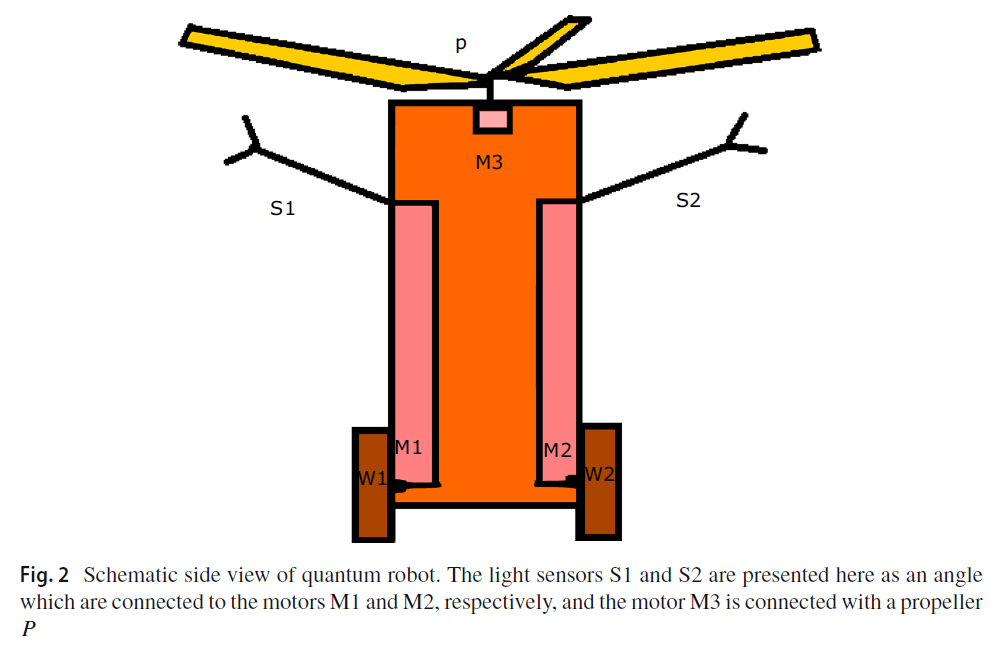 p
M3
S1
S2
M1
M2
W1
W2
Fig. 2 Schematic side view of quantum robot. The light sensors S1 and S2 are presented here as an angle
which are connected to the motors M1 and M2, respectively, and the motor M3 is connected with a propeller
P